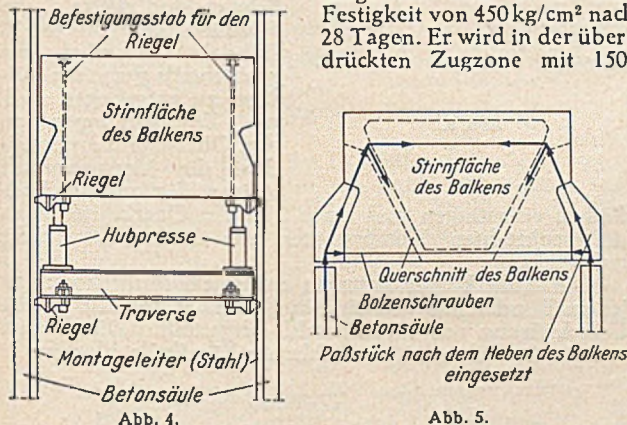 Festigkeit von 450 kg/cm² nach
28 Tagen. Er wird in der über
drückten Zugzone mit 150
Befestigungsstab für den
Riegel
Stirnfläche
des Balkens
Riegel
Hubpresse
Traverse
Riegel
Montageleiter (Stahl)
Betonsäule
Abb. 4.
Stirnfläche
des Balkens
Querschnitt des Balkens
Bolzenschrauben
Betonsäule
Paßstück nach dem Heben des Balkens
eingesetzt
Abb. 5.